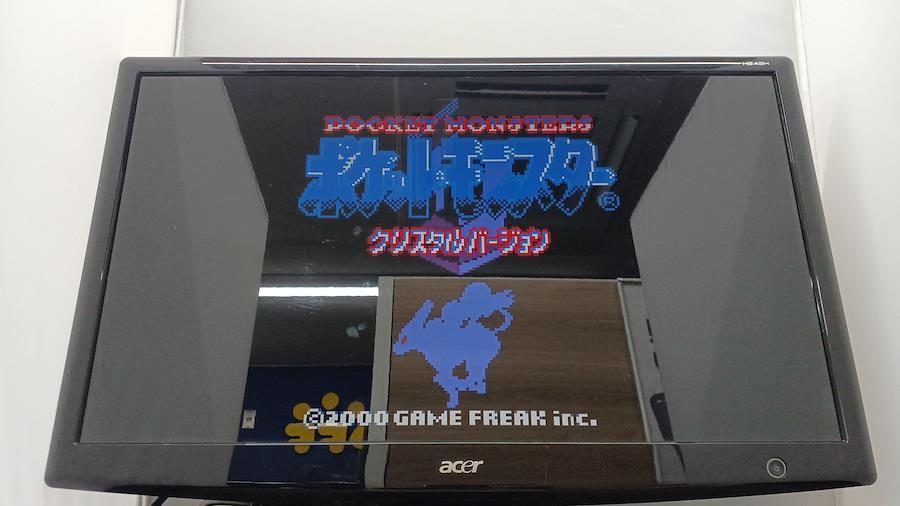 H243H
POCKET MONSTERS
ポケットモンスター®
クリスタルバージョン
©2000 GAME FREAK inc.
acer